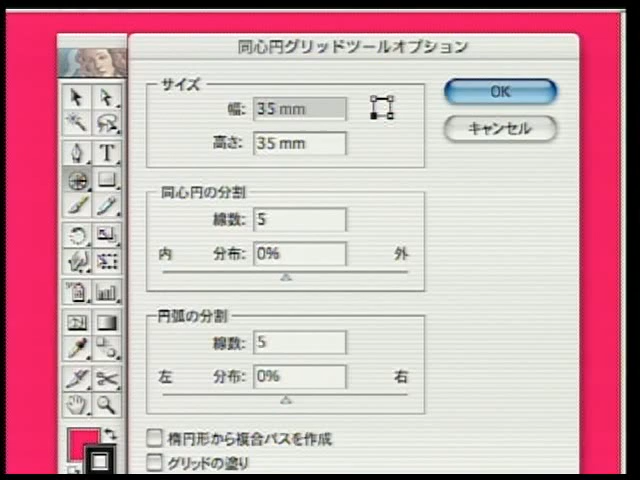 同心円グリッドツールオプション
サイズ
幅: 35 mm
高さ: 35 mm
OK
キャンセル
同心円の分割
線数: 5
内 分布: 0% 外
円弧の分割
線数: 5
左 分布: 0% 右
楕円形から複合パスを作成
グリッドの塗り
T